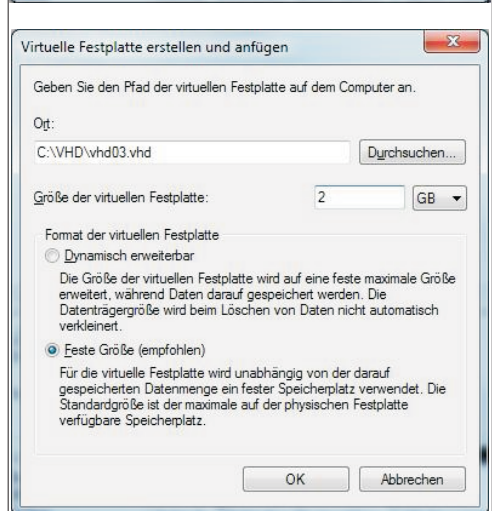 Virtuelle Festplatte erstellen und anfügen
Geben Sie den Pfad der virtuellen Festplatte auf dem Computer an.
Ort:
C:\VHD\vhd03.vhd
Durchsuchen...
Größe der virtuellen Festplatte:
2
GB
Format der virtuellen Festplatte
Dynamisch erweiterbar
Die Größe der virtuellen Festplatte wird auf eine feste maximale Größe
erweitert, während Daten darauf gespeichert werden. Die
Datenträgergröße wird beim Löschen von Daten nicht automatisch
verkleinert.
Feste Größe (empfohlen)
Für die virtuelle Festplatte wird unabhängig von der darauf
gespeicherten Datenmenge ein fester Speicherplatz verwendet. Die
Standardgröße ist der maximale auf der physischen Festplatte
verfügbare Speicherplatz.
OK
Abbrechen